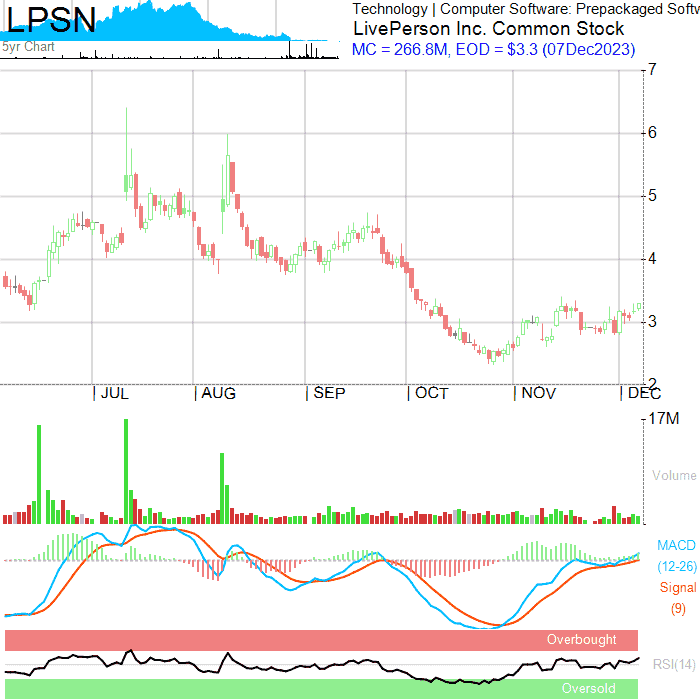 LPSN
5yr Chart
Technology | Computer Software: Prepackaged Softw
LivePerson Inc. Common Stock
MC = 266.8M, EOD = $3.3 (07Dec2023)
7
6
5
4
3
2
| JUL | AUG | SEP | OCT | NOV | DEC
17M
Volume
MACD
(12-26)
Signal
(9)
Overbought
RSI(14)
Oversold